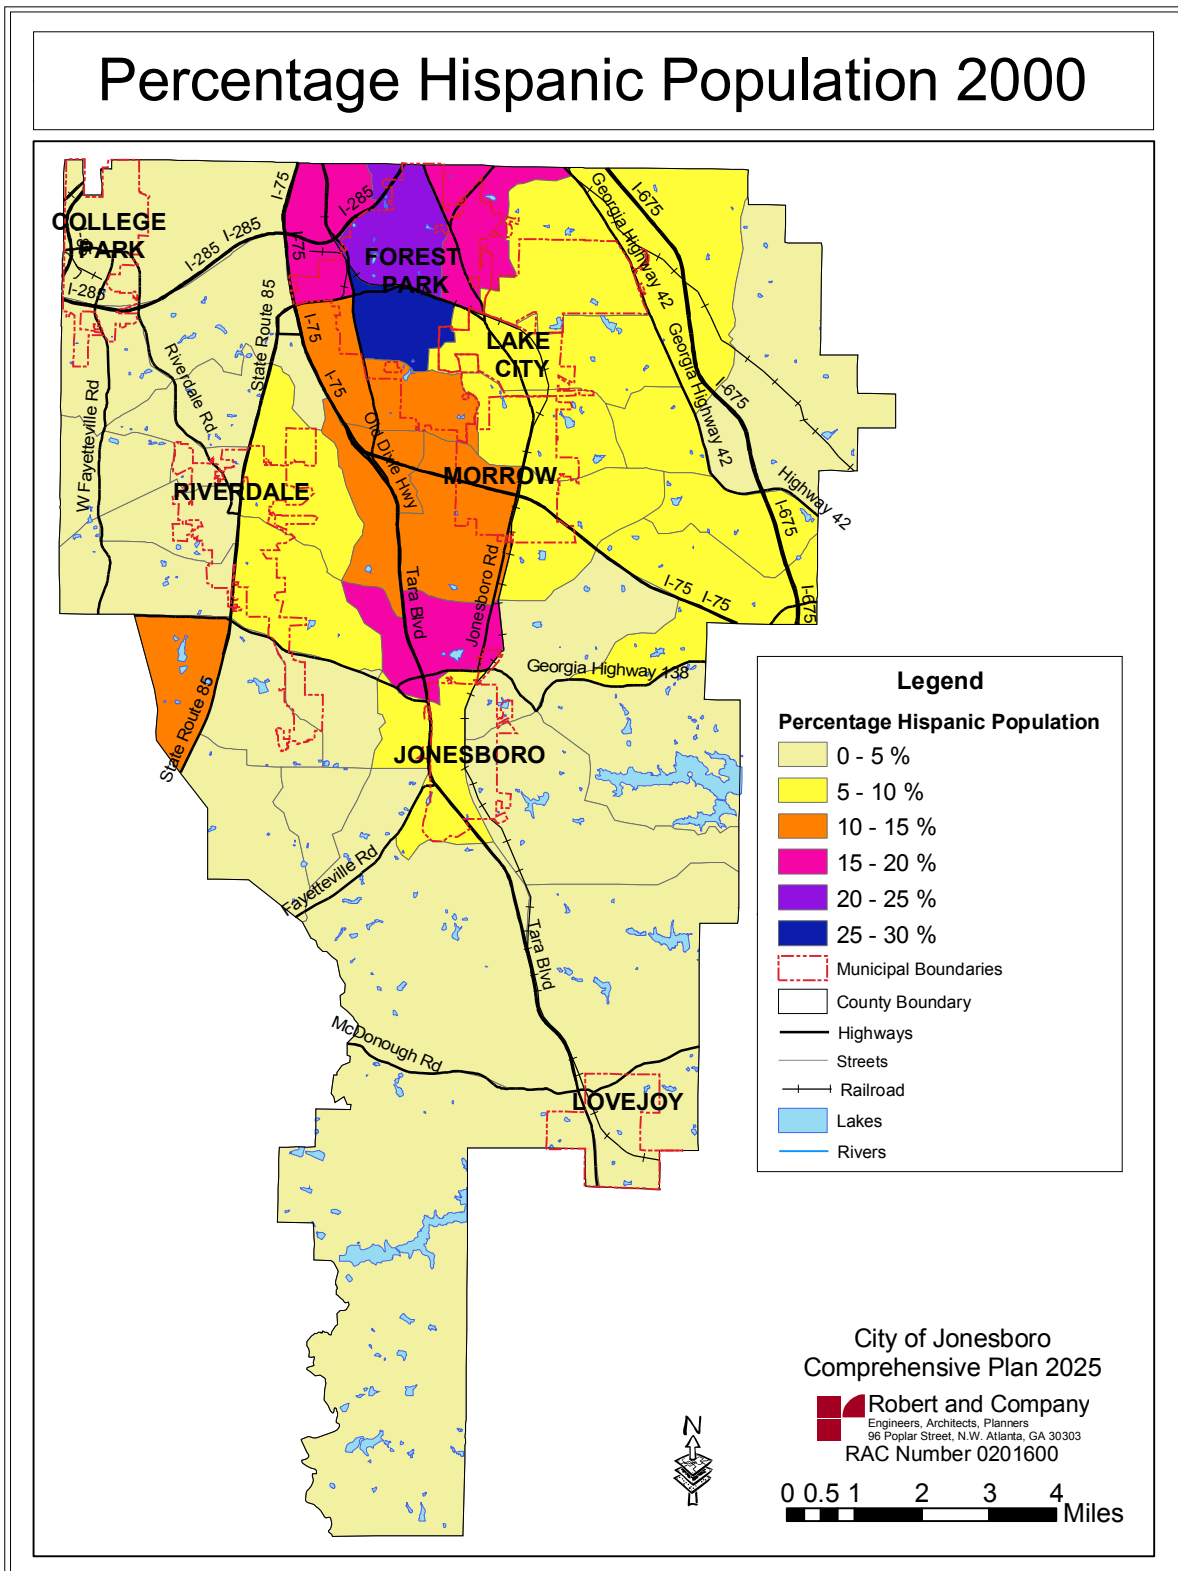 Percentage Hispanic Population 2000
I-75
I-285
Georgia Highway 42
I-675
COLLEGE
PARK
I-285
I-285
I-75
FOREST
PARK
I-285
State Route 85
I-75
LAKE
CITY
Georgia Highway 42
I-675
Riverdale Rd
I-75
W Fayetteville Rd
Old Dixie Hwy
RIVERDALE
MORROW
Highway 42
I-675
Tara Blvd
Jonesboro Rd
I-75
I-75
I-675
Georgia Highway 138
State Route 85
JONESBORO
Fayetteville Rd
Tara Blvd
McDonough Rd
LOVEJOY
Legend
Percentage Hispanic Population
0 - 5 %
5 - 10 %
10 - 15 %
15 - 20 %
20 - 25 %
25 - 30 %
Municipal Boundaries
County Boundary
Highways
Streets
Railroad
Lakes
Rivers
City of Jonesboro
Comprehensive Plan 2025
Robert and Company
Engineers, Architects, Planners
96 Poplar Street, N.W. Atlanta, GA 30303
RAC Number 0201600
N
0 0.5 1 2 3 4
Miles